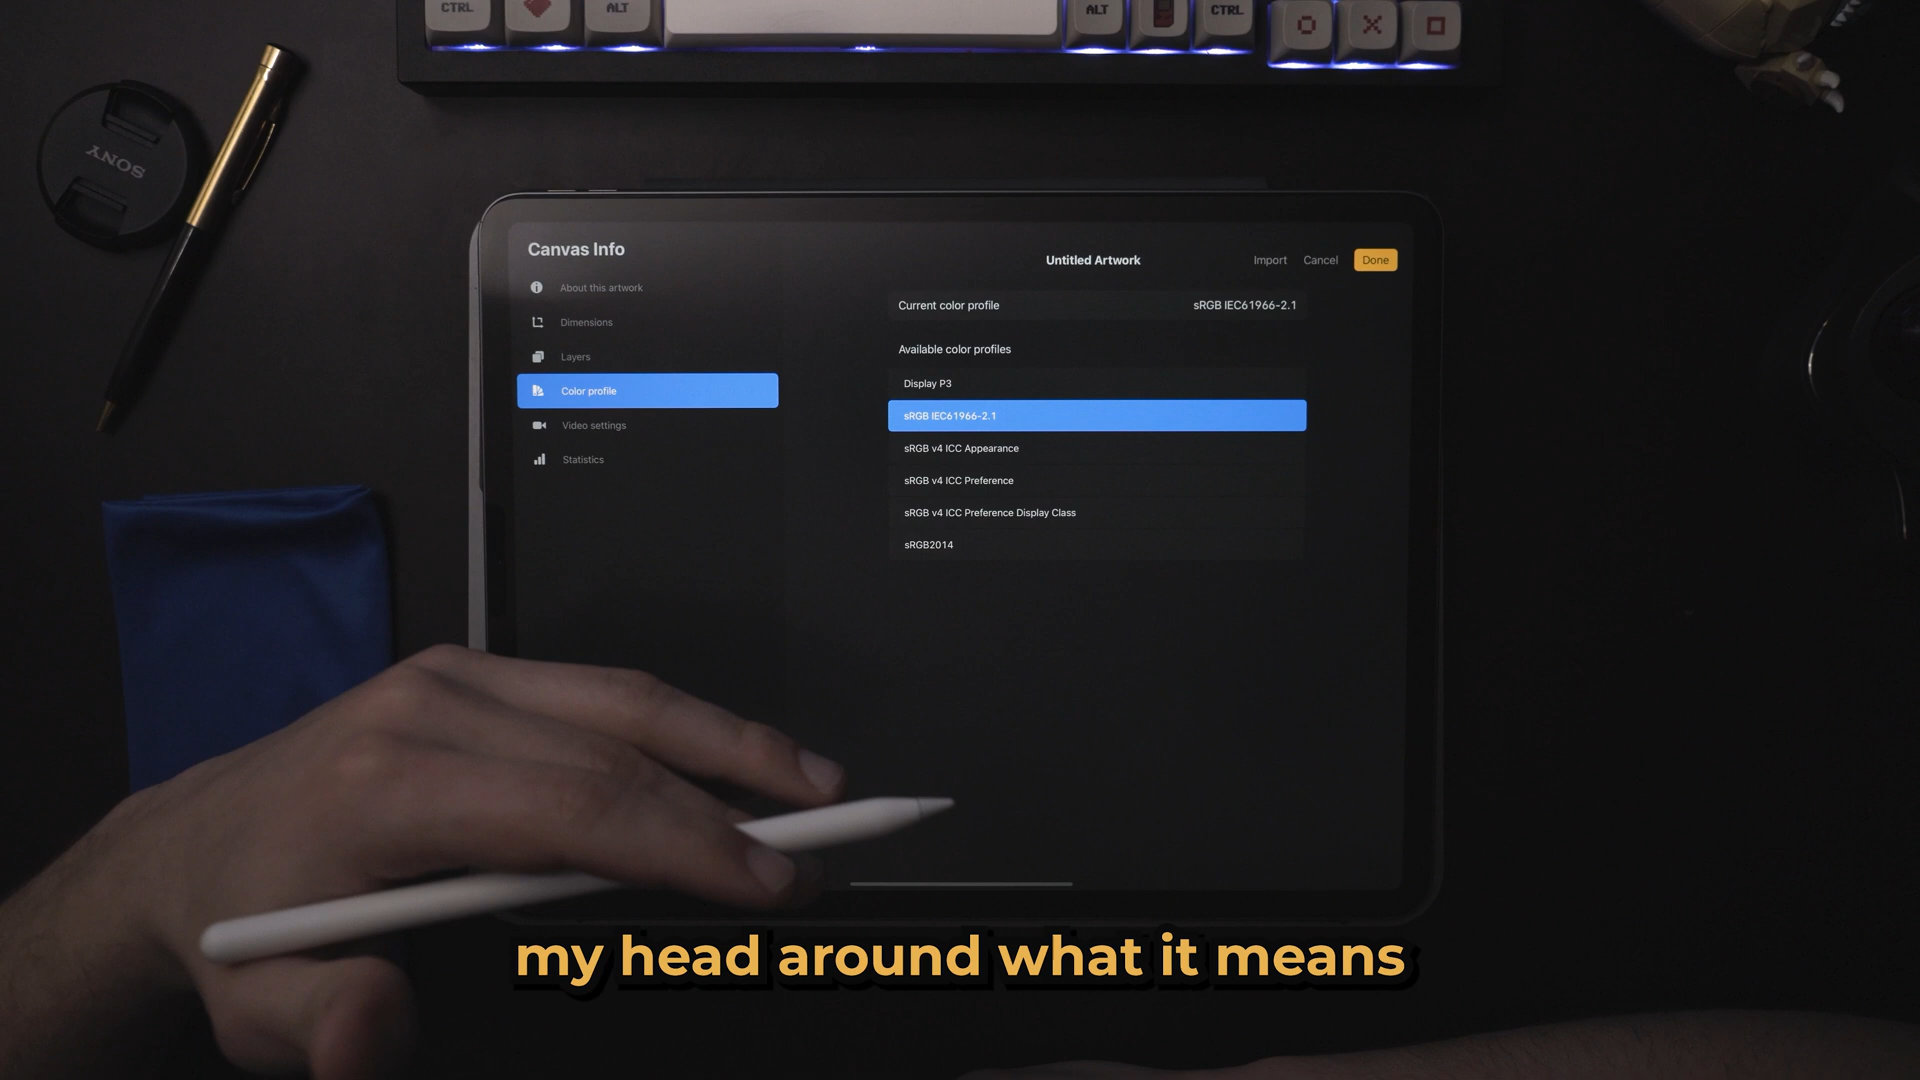 CTRL
ALT
ALT
CTRL
SONY
Canvas Info
Untitled Artwork
Import
Cancel
Done
About this artwork
Dimensions
Layers
Color profile
Video settings
Statistics
Current color profile
sRGB IEC61966-2.1
Available color profiles
Display P3
sRGB IEC61966-2.1
sRGB v4 ICC Appearance
sRGB v4 ICC Preference
sRGB v4 ICC Preference Display Class
sRGB2014
my head around what it means